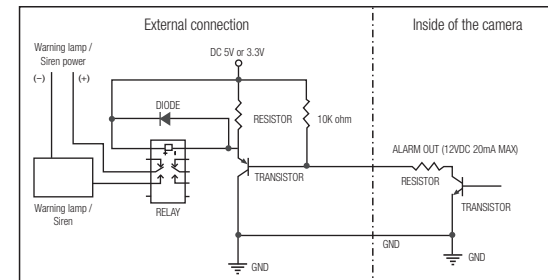 External connection
Inside of the camera
Warning lamp /
Siren power
(−)
(+)
DC 5V or 3.3V
DIODE
RESISTOR
10K ohm
ALARM OUT (12VDC 20mA MAX)
TRANSISTOR
RESISTOR
TRANSISTOR
Warning lamp /
Siren
RELAY
GND
GND
GND